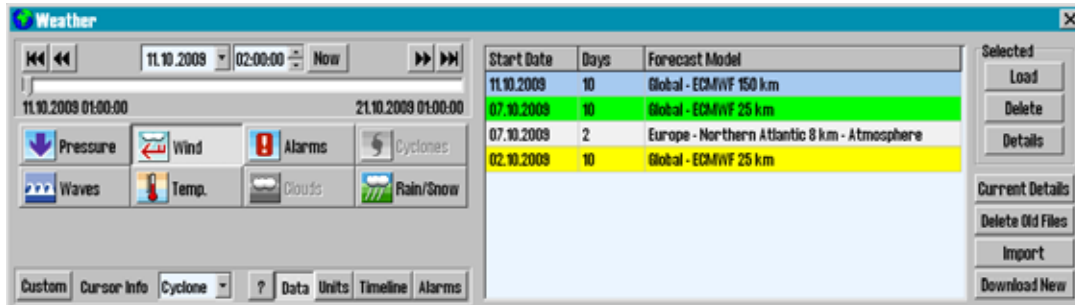 Weather
11.10.2009 02:00:00 Now
11.10.2009 01:00:00 21.10.2009 01:00:00
Pressure Wind Alarms Cyclones
Waves Temp. Clouds Rain/Snow
Custom Cursor Info Cyclone ? Data Units Timeline Alarms
Start Date Days Forecast Model
11.10.2009 10 Global - ECMWF 150 km
07.10.2009 10 Global - ECMWF 25 km
07.10.2009 2 Europe - Northern Atlantic 8 km - Atmosphere
02.10.2009 10 Global - ECMWF 25 km
Selected
Load
Delete
Details
Current Details
Delete Old Files
Import
Download New